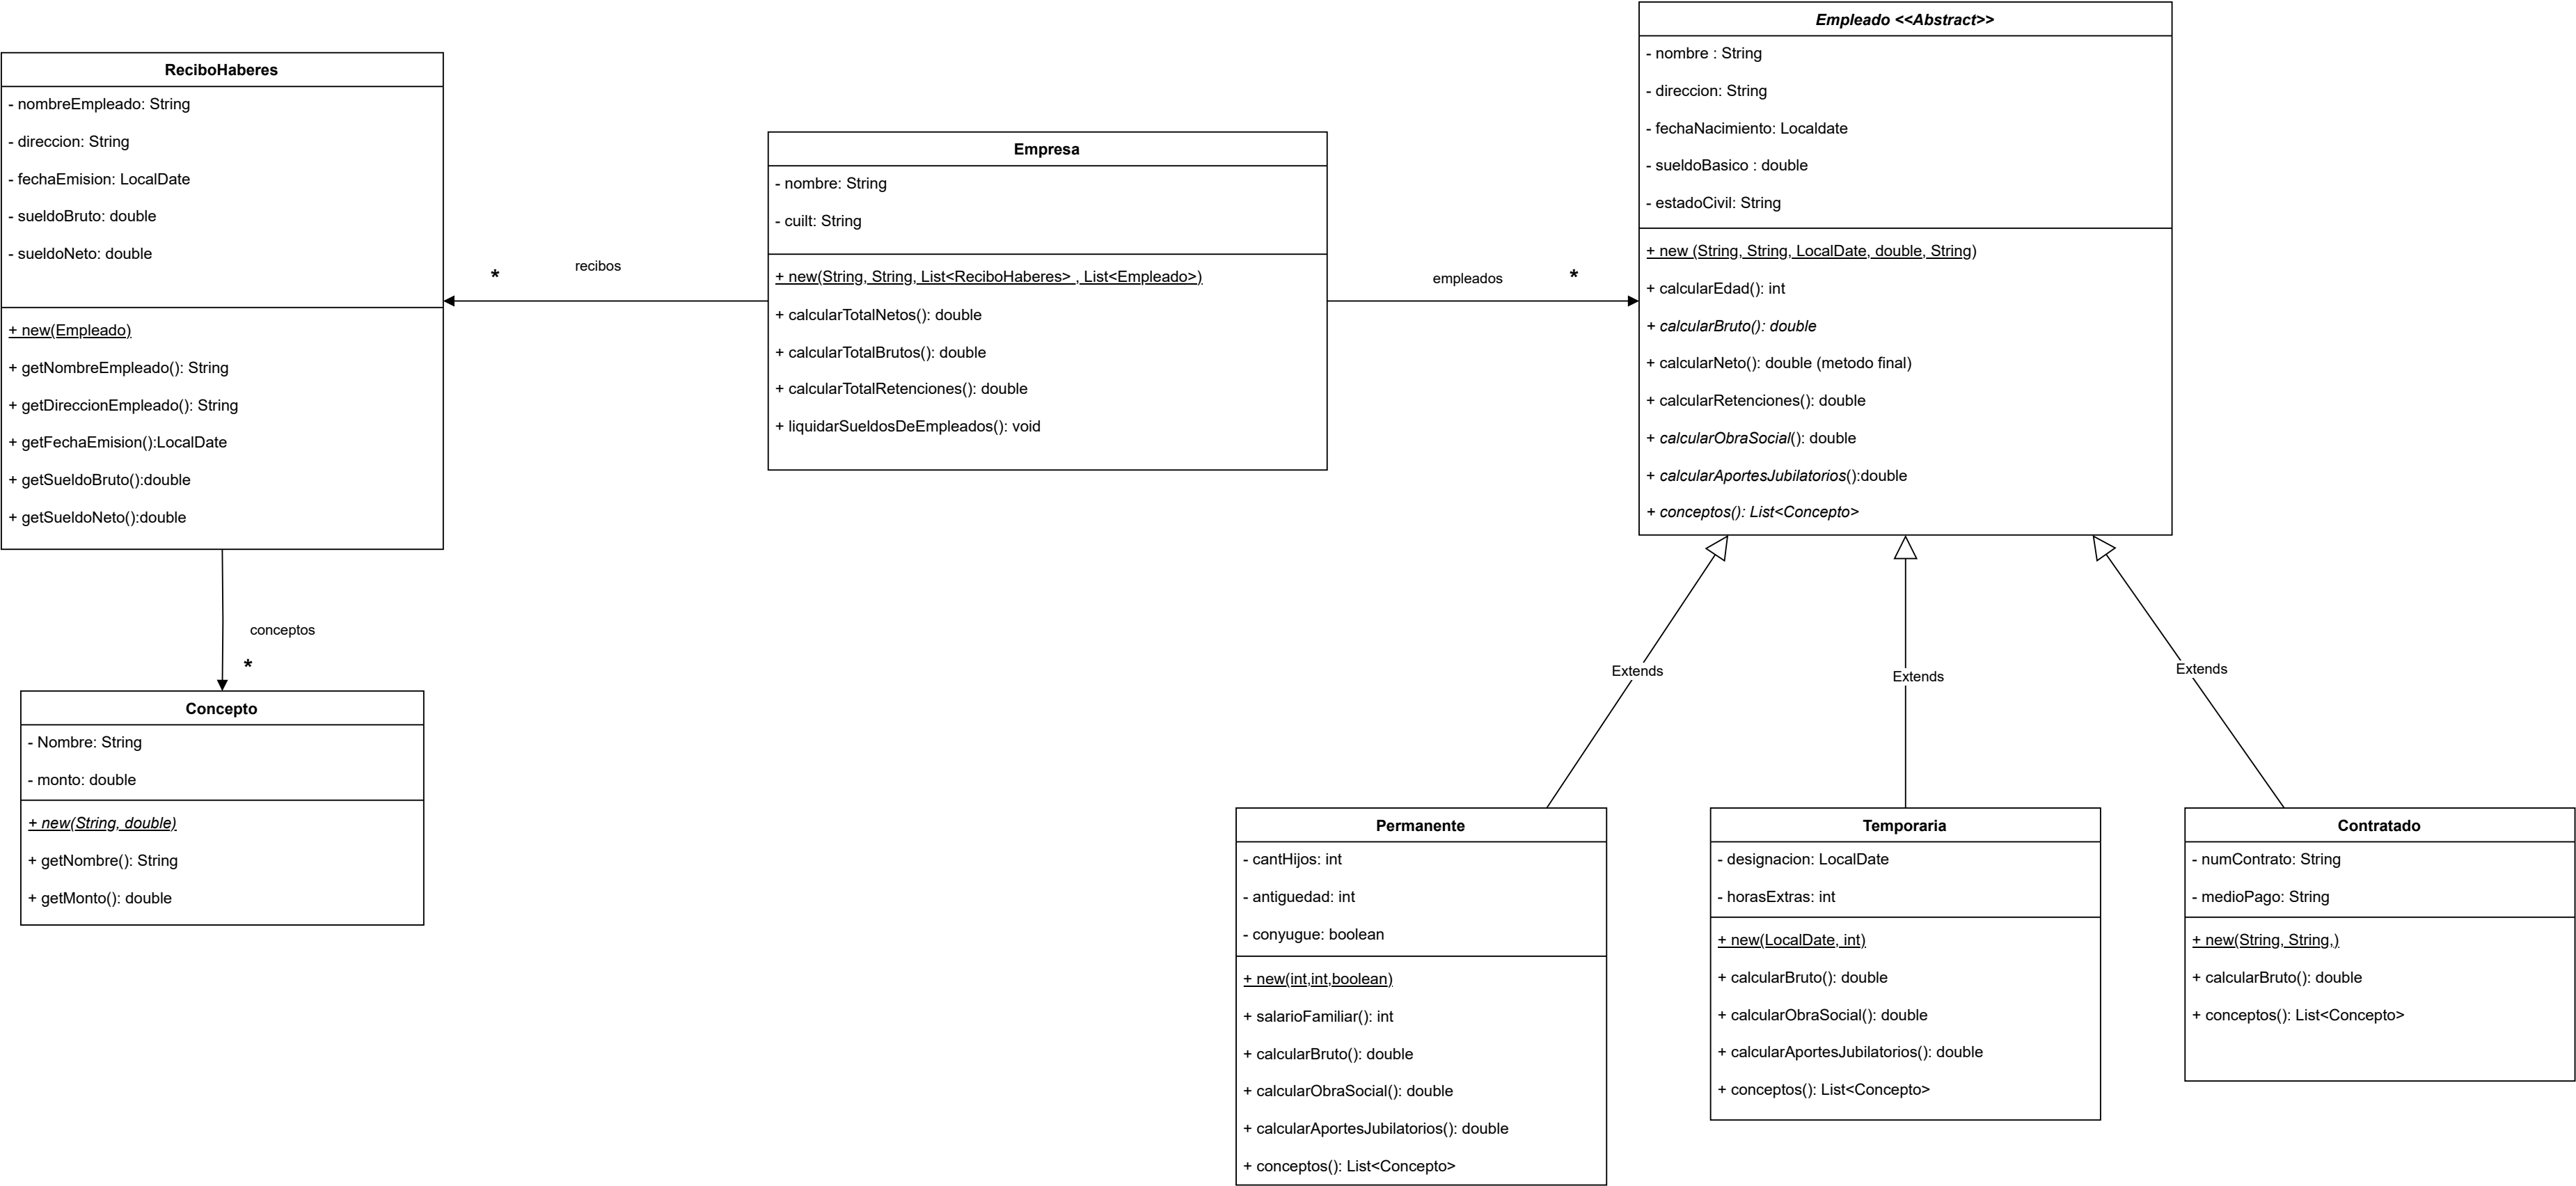 ReciboHaberes
- nombreEmpleado: String
- direccion: String
- fechaEmision: LocalDate
- sueldoBruto: double
- sueldoNeto: double
+ new(Empleado)
+ getNombreEmpleado(): String
+ getDireccionEmpleado(): String
+ getFechaEmision():LocalDate
+ getSueldoBruto():double
+ getSueldoNeto():double
recibos
*
Empresa
- nombre: String
- cuilt: String
+ new(String, String, List<ReciboHaberes> , List<Empleado>)
+ calcularTotalNetos(): double
+ calcularTotalBrutos(): double
+ calcularTotalRetenciones(): double
+ liquidarSueldosDeEmpleados(): void
empleados
*
Empleado <<Abstract>>
- nombre : String
- direccion: String
- fechaNacimiento: Localdate
- sueldoBasico : double
- estadoCivil: String
+ new (String, String, LocalDate, double, String)
+ calcularEdad(): int
+ calcularBruto(): double
+ calcularNeto(): double (metodo final)
+ calcularRetenciones(): double
+ calcularObraSocial(): double
+ calcularAportesJubilatorios():double
+ conceptos(): List<Concepto>
conceptos
*
Concepto
- Nombre: String
- monto: double
+ new(String, double)
+ getNombre(): String
+ getMonto(): double
Extends
Extends
Extends
Permanente
- cantHijos: int
- antiguedad: int
- conyugue: boolean
+ new(int,int,boolean)
+ salarioFamiliar(): int
+ calcularBruto(): double
+ calcularObraSocial(): double
+ calcularAportesJubilatorios(): double
+ conceptos(): List<Concepto>
Temporaria
- designacion: LocalDate
- horasExtras: int
+ new(LocalDate, int)
+ calcularBruto(): double
+ calcularObraSocial(): double
+ calcularAportesJubilatorios(): double
+ conceptos(): List<Concepto>
Contratado
- numContrato: String
- medioPago: String
+ new(String, String,)
+ calcularBruto(): double
+ conceptos(): List<Concepto>